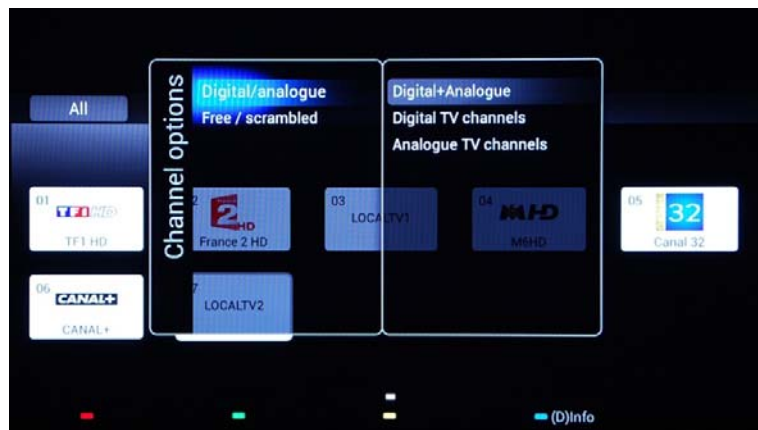 All
Channel options
Digital/analogue
Free / scrambled
Digital+Analogue
Digital TV channels
Analogue TV channels
01
TF1 HD
TF1 HD
2
2 HD
France 2 HD
03
LOCALTV1
04
M6HD
M6HD
05
32
Canal 32
06
CANAL+
CANAL+
7
LOCALTV2
(D)Info